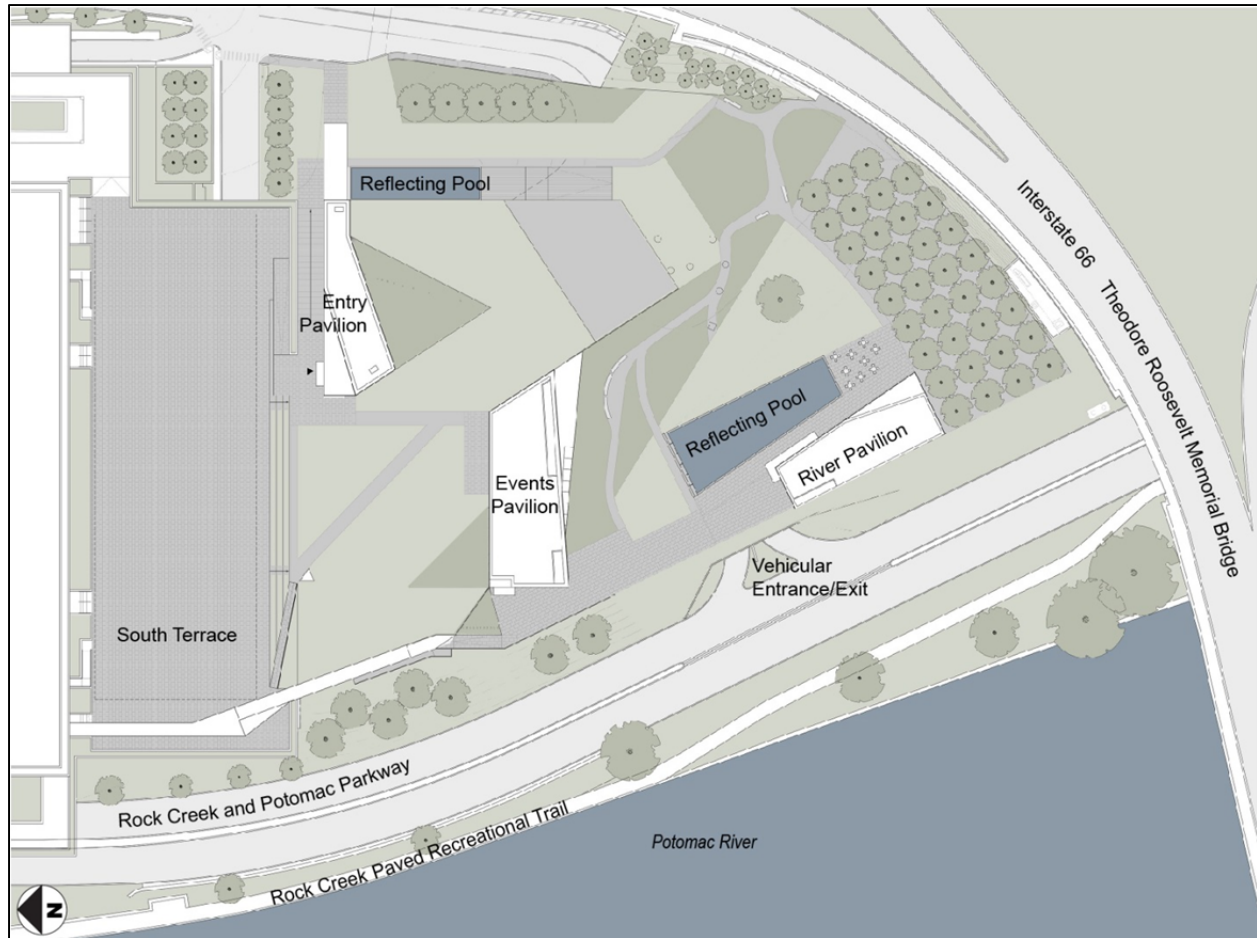 Reflecting Pool
Interstate 66 Theodore Roosevelt Memorial Bridge
Entry
Pavilion
Reflecting Pool
River Pavilion
Events
Pavilion
Vehicular
Entrance/Exit
South Terrace
Rock Creek and Potomac Parkway
Rock Creek Paved Recreational Trail
Potomac River
N